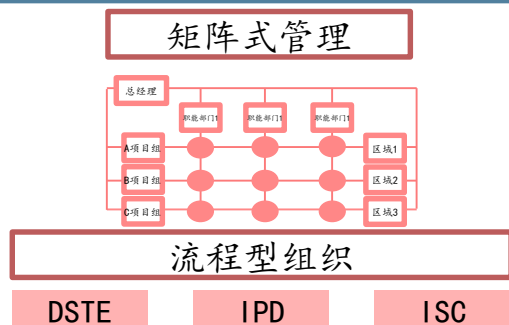 矩阵式管理
总经理
职能部门1 职能部门1 职能部门1
A项目组 区域1
B项目组 区域2
C项目组 区域3
流程型组织
DSTE IPD ISC